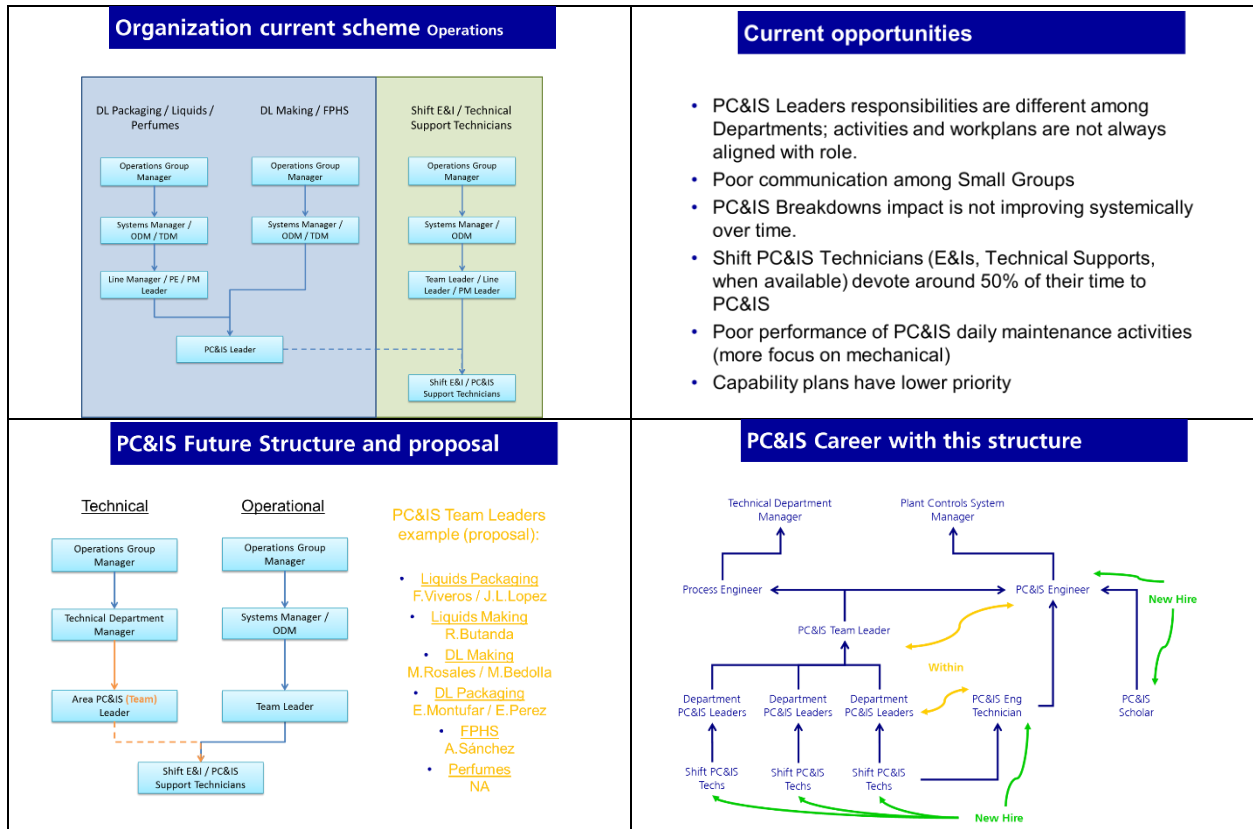 Organization current scheme Operations
DL Packaging / Liquids /
Perfumes
DL Making / FPHS
Shift E&I / Technical
Support Technicians
Operations Group
Manager
Operations Group
Manager
Operations Group
Manager
Systems Manager /
ODM / TDM
Systems Manager /
ODM / TDM
Systems Manager /
ODM
Line Manager / PE / PM
Leader
Team Leader / Line
Leader / PM Leader
PC&IS Leader
Shift E&I / PC&IS
Support Technicians
Current opportunities
• PC&IS Leaders responsibilities are different among
Departments; activities and workplans are not always
aligned with role.
• Poor communication among Small Groups
• PC&IS Breakdowns impact is not improving systemically
over time.
• Shift PC&IS Technicians (E&Is, Technical Supports,
when available) devote around 50% of their time to
PC&IS
• Poor performance of PC&IS daily maintenance activities
(more focus on mechanical)
• Capability plans have lower priority
PC&IS Future Structure and proposal
Technical
Operational
Operations Group
Manager
Operations Group
Manager
Technical Department
Manager
Systems Manager /
ODM
Area PC&IS (Team)
Leader
Team Leader
Shift E&I / PC&IS
Support Technicians
PC&IS Team Leaders
example (proposal):
• Liquids Packaging
F.Viveros / J.L.Lopez
• Liquids Making
R.Butanda
• DL Making
M.Rosales / M.Bedolla
• DL Packaging
E.Montufar / E.Perez
• FPHS
A.Sánchez
• Perfumes
NA
PC&IS Career with this structure
Technical Department
Manager
Plant Controls System
Manager
Process Engineer
PC&IS Engineer
New Hire
PC&IS Team Leader
Within
Department
PC&IS Leaders
Department
PC&IS Leaders
Department
PC&IS Leaders
PC&IS Eng
Technician
PC&IS
Scholar
Shift PC&IS
Techs
Shift PC&IS
Techs
Shift PC&IS
Techs
New Hire